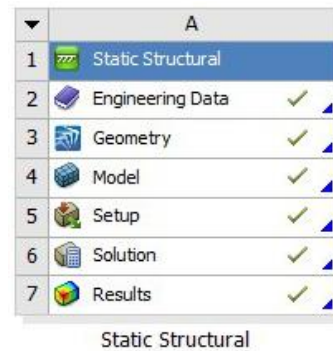 A
1 Static Structural
2 Engineering Data
3 Geometry
4 Model
5 Setup
6 Solution
7 Results
Static Structural